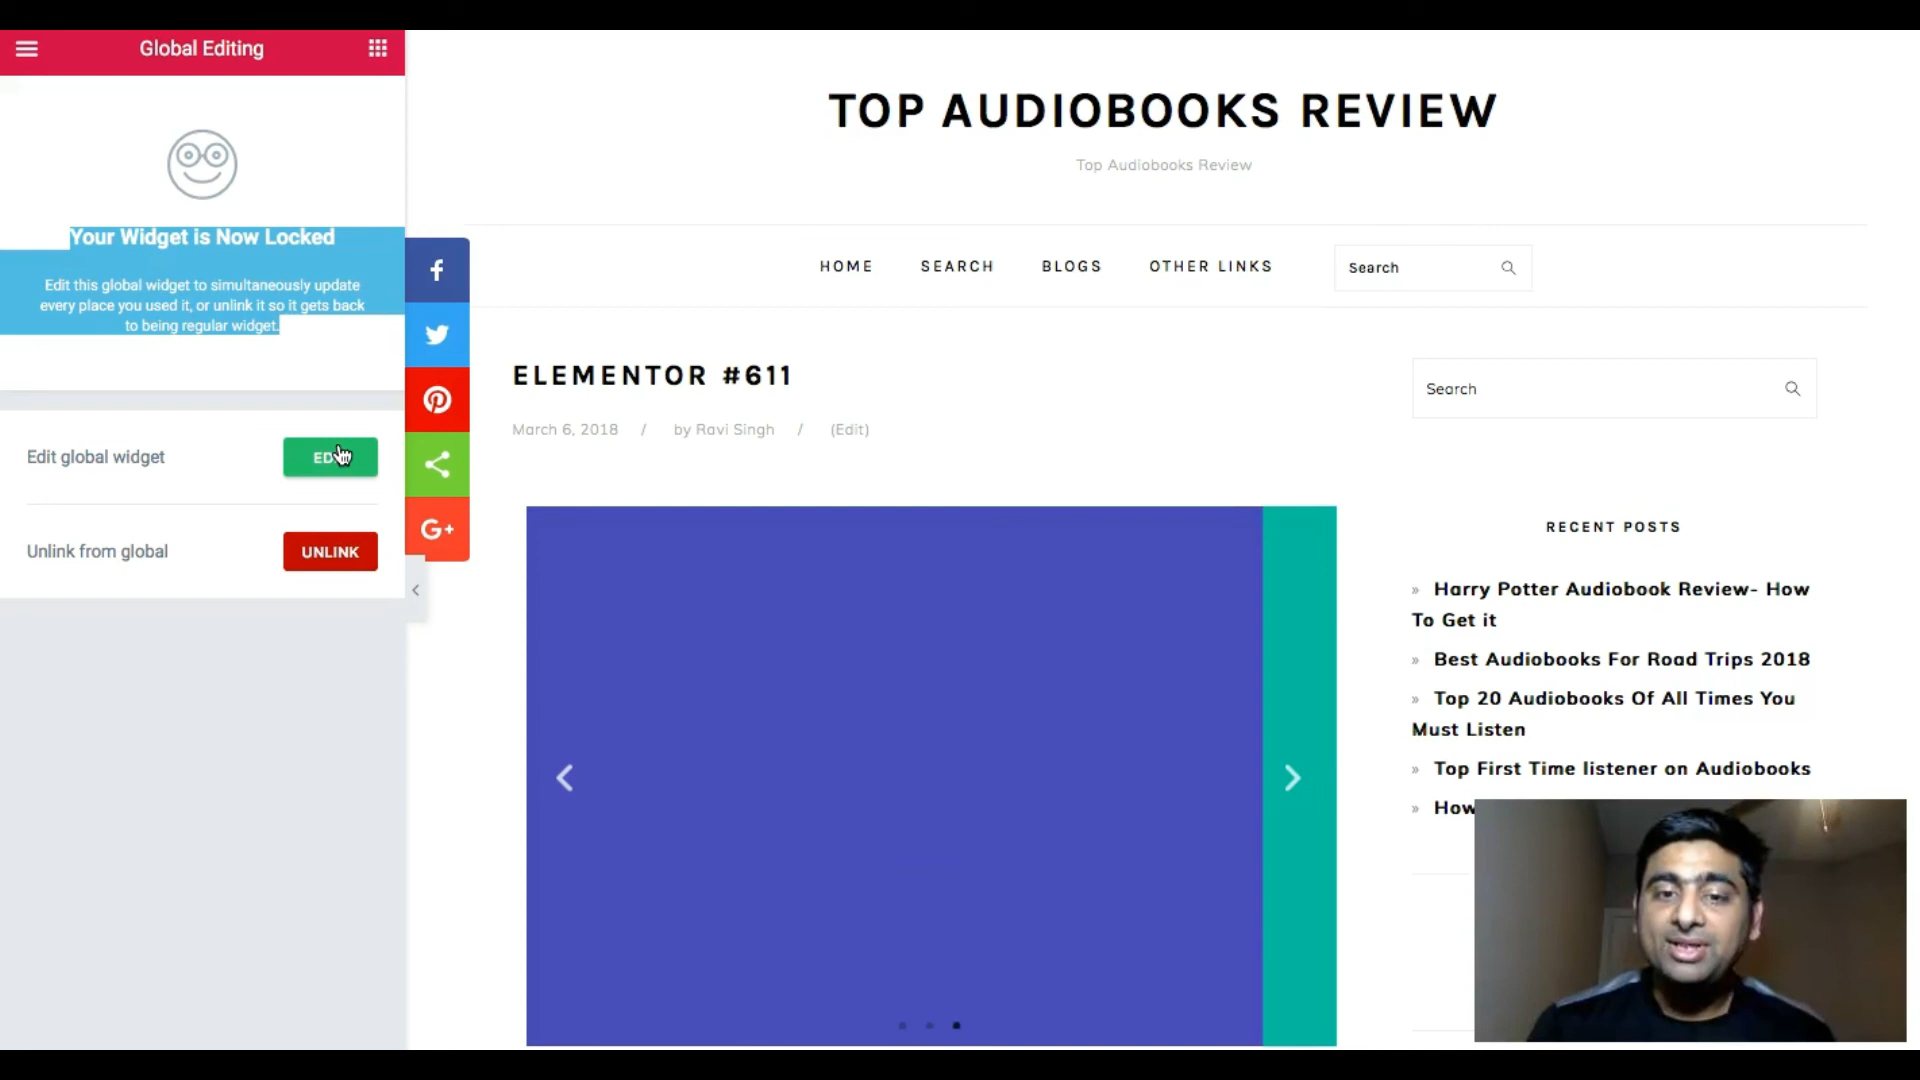 Global Editing
Your Widget is Now Locked
Edit this global widget to simultaneously update
every place you used it, or unlink it so it gets back
to being regular widget.
Edit global widget
Unlink from global
UNLINK
G+
TOP AUDIOBOOKS REVIEW
Top Audiobooks Review
HOME
SEARCH
BLOGS
OTHER LINKS
Search
ELEMENTOR #611
March 6, 2018 / by Ravi Singh / (Edit)
Search
RECENT POSTS
» Harry Potter Audiobook Review- How
To Get it
» Best Audiobooks For Road Trips 2018
» Top 20 Audiobooks Of All Times You
Must Listen
» Top First Time listener on Audiobooks
» How